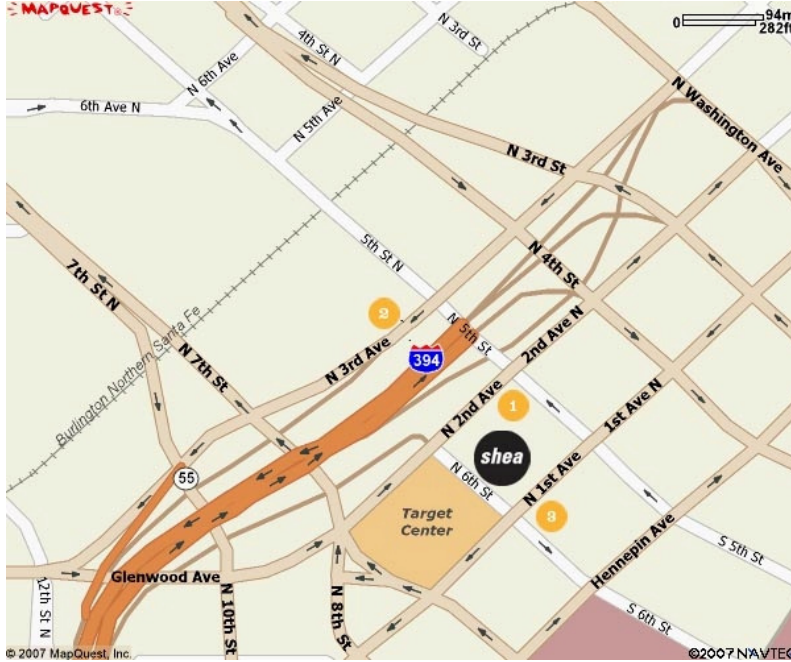 MAPQUEST
0 94m
282ft
N 3rd St
4th St N
N 6th Ave
6th Ave N
N 5th Ave
N Washington Ave
N 3rd St
7th St N
5th St N
N 4th St
Burlington Northern Santa Fe
2
N 5th St
2nd Ave N
N 3rd Ave
N 7th St
394
N 2nd Ave
1st Ave N
1
shea
N 6th St
N 1st Ave
55
Target
Center
3
Hennepin Ave
S 5th St
Glenwood Ave
12th St N
N 10th St
N 8th St
S 6th St
© 2007 MapQuest, Inc.
©2007 NAVTEQ